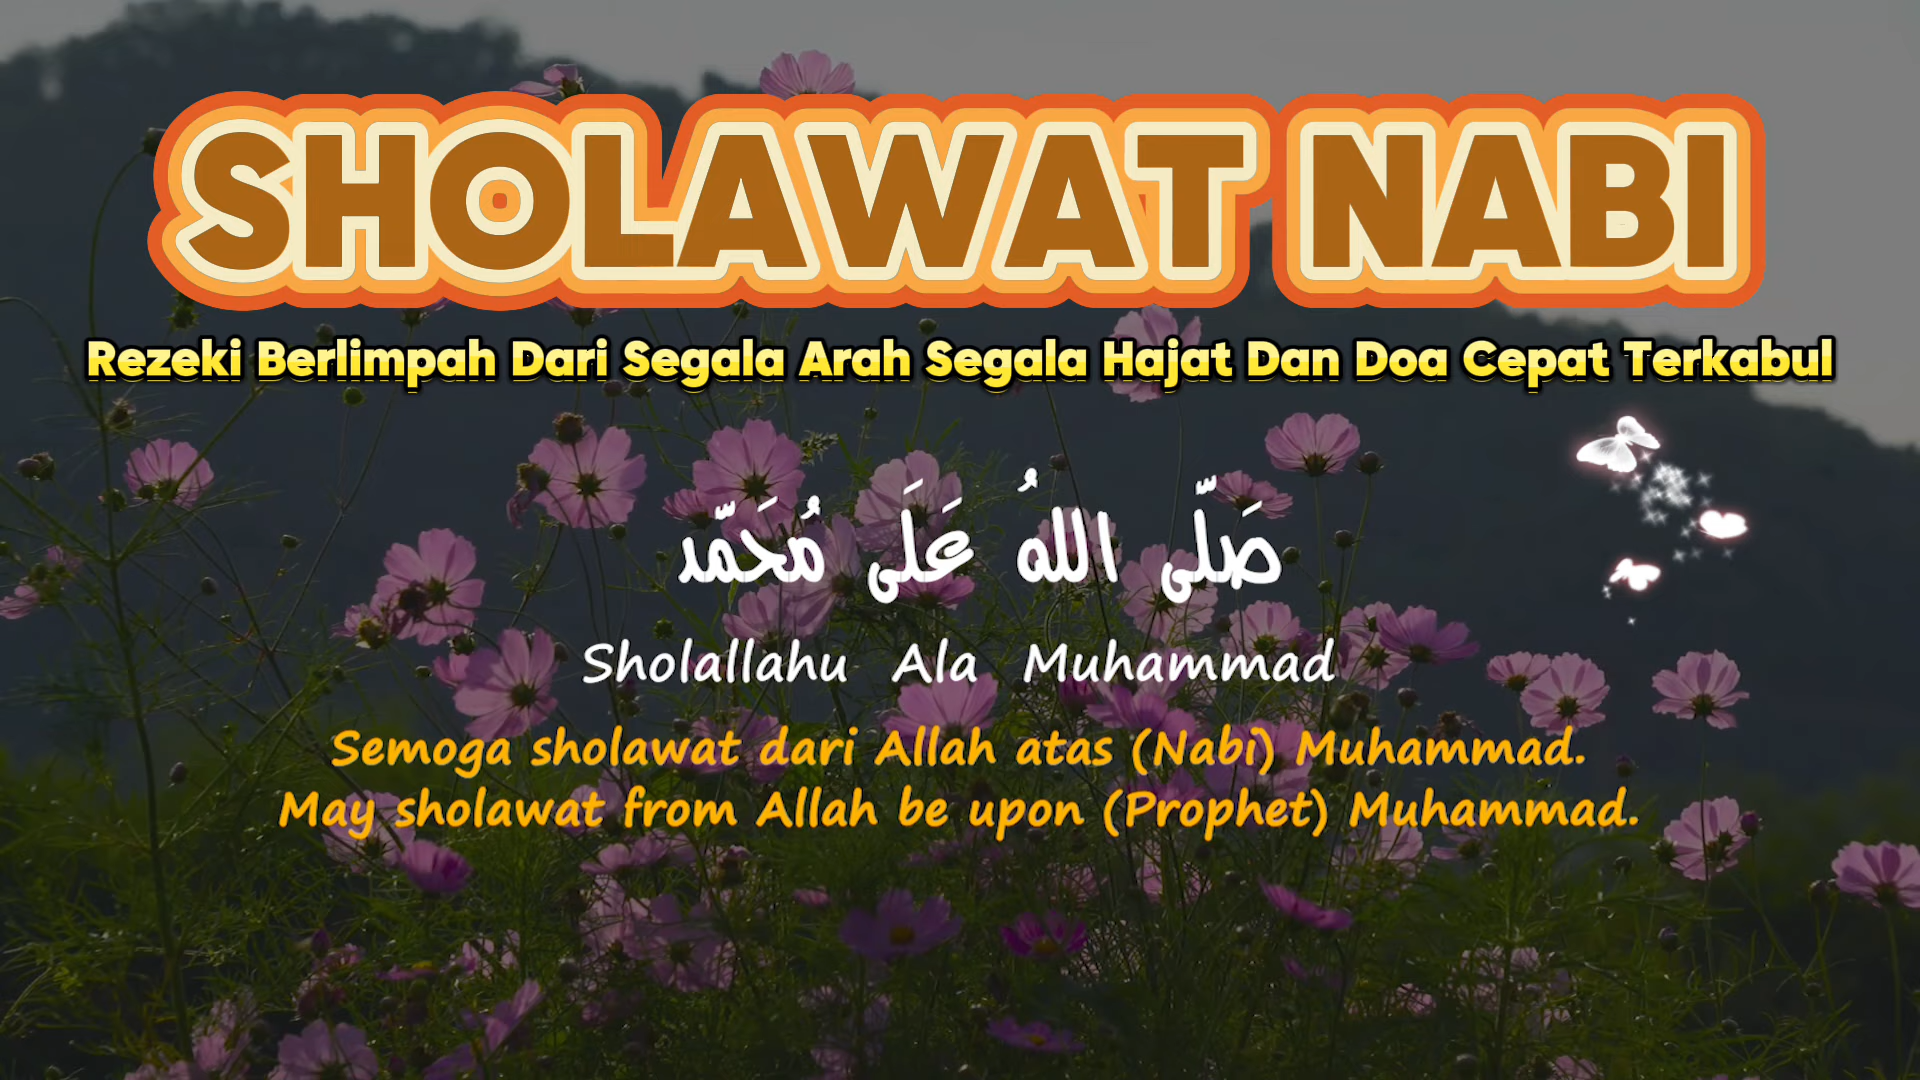 SHOLAWAT NABI
Rezeki Berlimpah Dari Segala Arah Segala Hajat Dan Doa Cepat Terkabul
صَلَّى اللهُ عَلَى مُحَمَّد
Sholallahu Ala Muhammad
Semoga sholawat dari Allah atas (Nabi) Muhammad.
May sholawat from Allah be upon (Prophet) Muhammad.